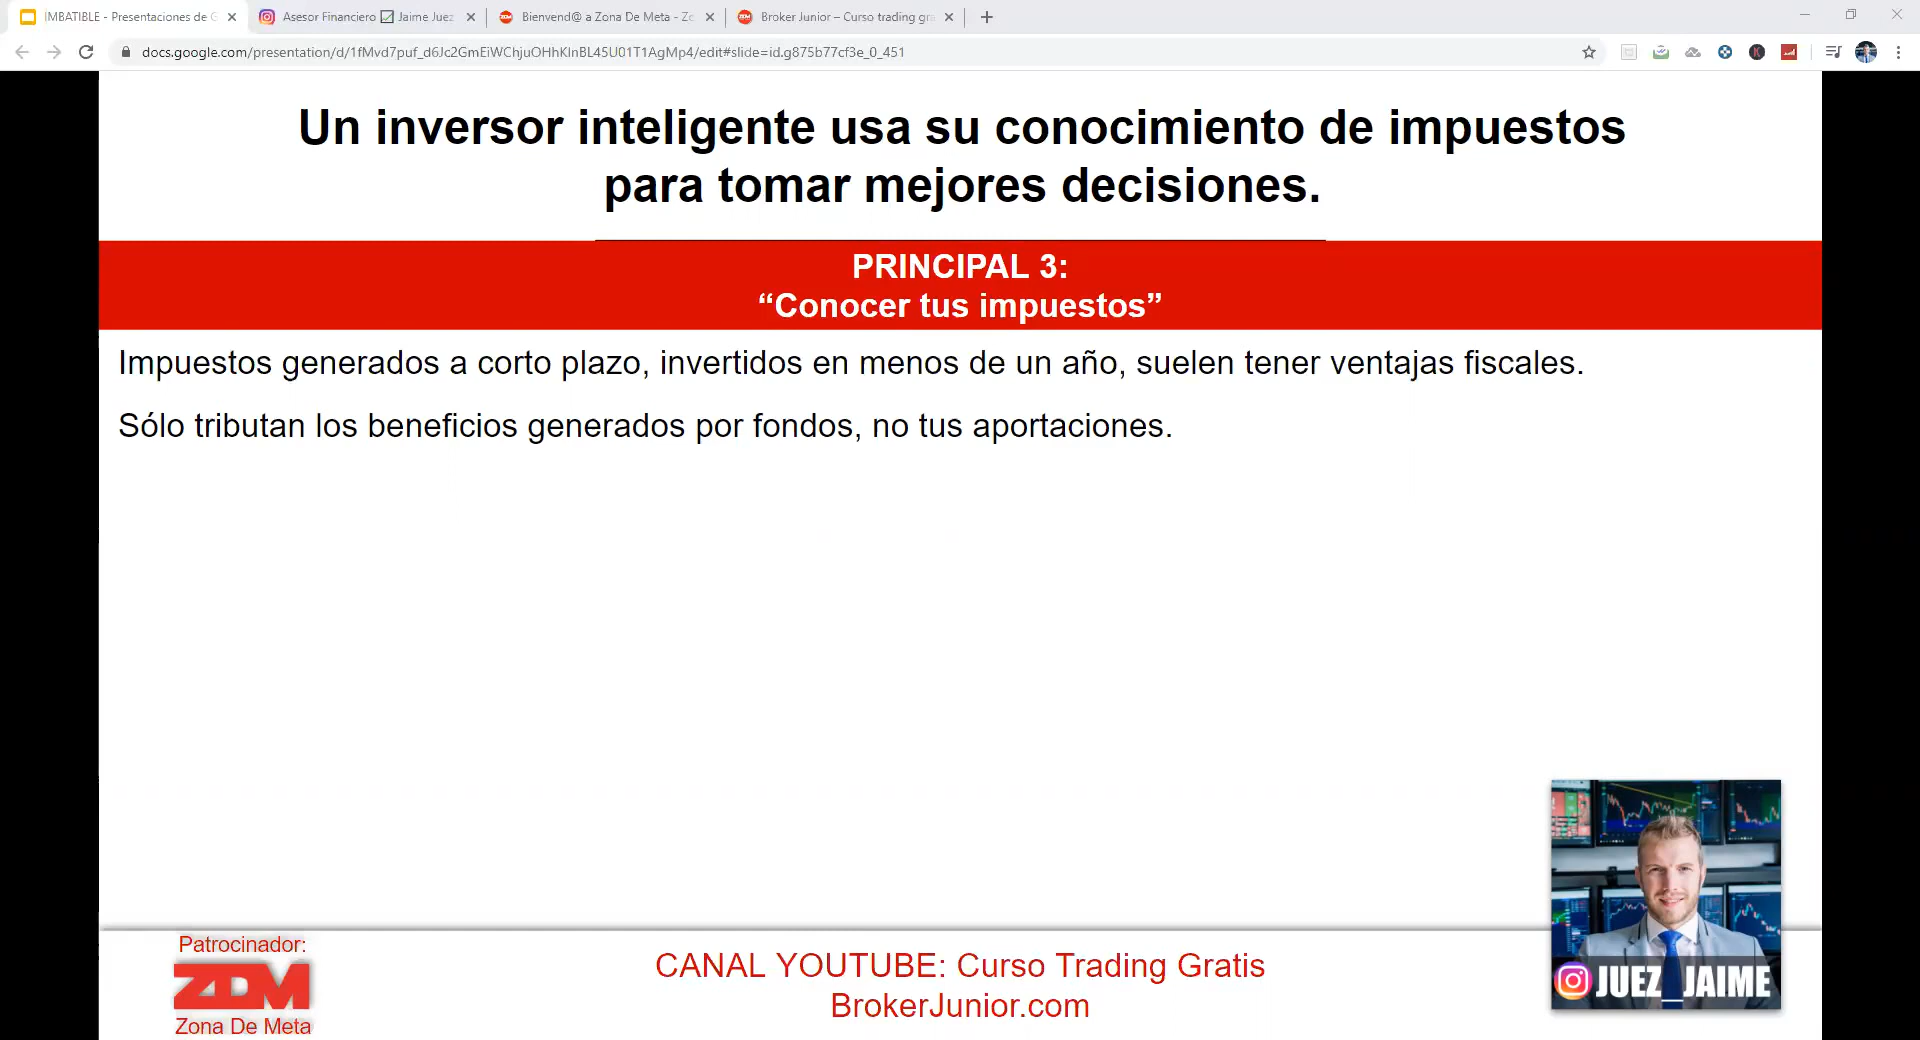 IMBATIBLE - Presentaciones de G
Asesor Financiero ✅ Jaime Juez
Bienvend@ a Zona De Meta - Zo
Broker Junior – Curso trading gra
docs.google.com/presentation/d/1fMvd7puf_d6Jc2GmEiWChjuOHhKlnBL45U01T1AgMp4/edit#slide=id.g875b77cf3e_0_451
Un inversor inteligente usa su conocimiento de impuestos
para tomar mejores decisiones.
PRINCIPAL 3:
“Conocer tus impuestos”
Impuestos generados a corto plazo, invertidos en menos de un año, suelen tener ventajas fiscales.
Sólo tributan los beneficios generados por fondos, no tus aportaciones.
Patrocinador:
ZDM
Zona De Meta
CANAL YOUTUBE: Curso Trading Gratis
BrokerJunior.com
JUEZ_JAIME